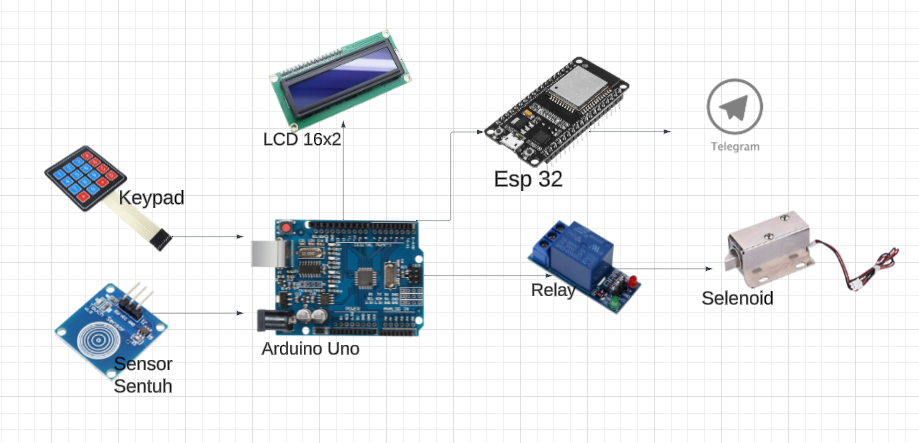 LCD 16x2
Telegram
Esp 32
Keypad
Relay
Selenoid
Arduino Uno
Sensor
Sentuh